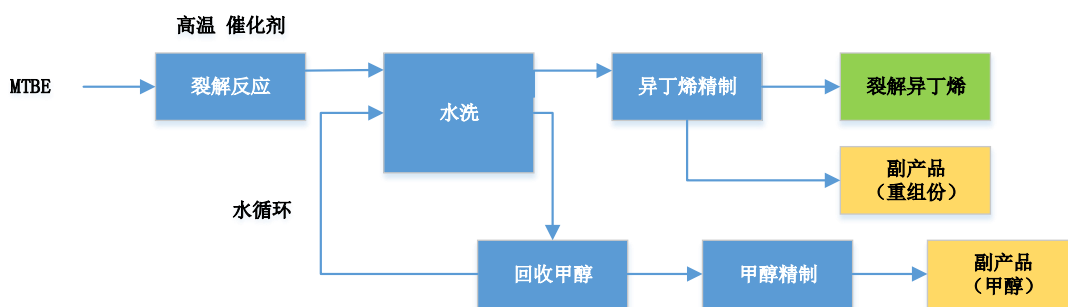 高温 催化剂
MTBE
裂解反应
水洗
异丁烯精制
裂解异丁烯
副产品
（重组份）
水循环
回收甲醇
甲醇精制
副产品
（甲醇）